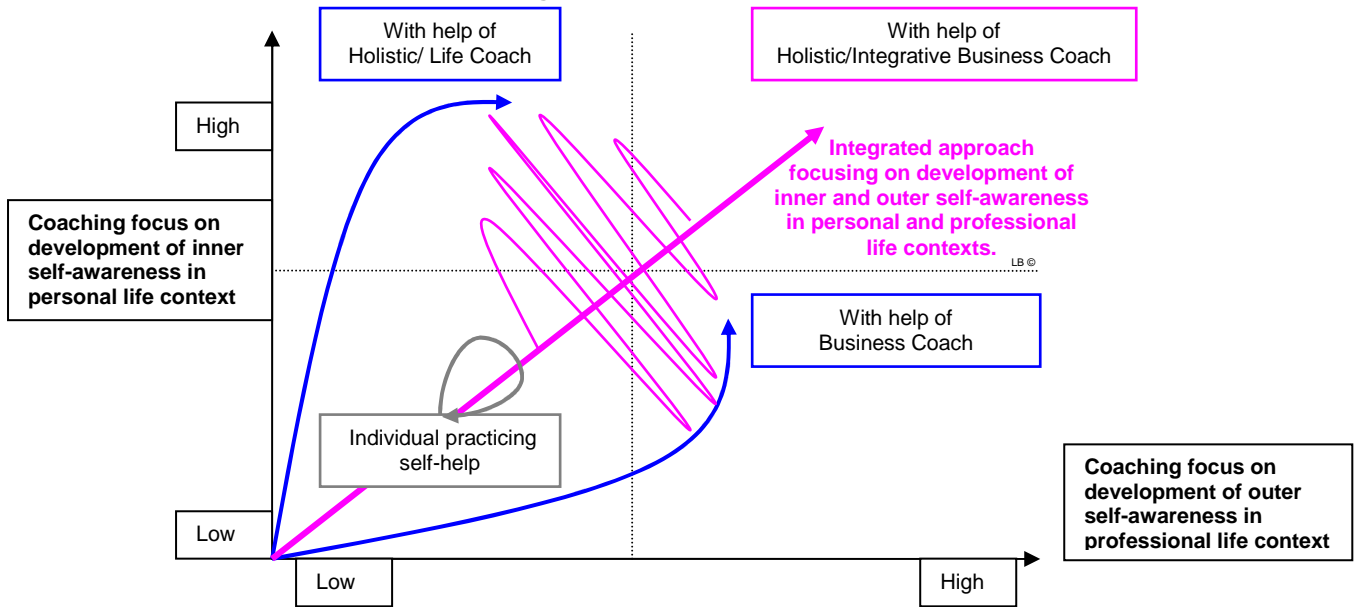 With help of
Holistic/ Life Coach
With help of
Holistic/Integrative Business Coach
High
Integrated approach
focusing on development of
inner and outer self-awareness
in personal and professional
life contexts.
LB ©
Coaching focus on
development of inner
self-awareness in
personal life context
With help of
Business Coach
Individual practicing
self-help
Coaching focus on
development of outer
self-awareness in
professional life context
Low
Low
High